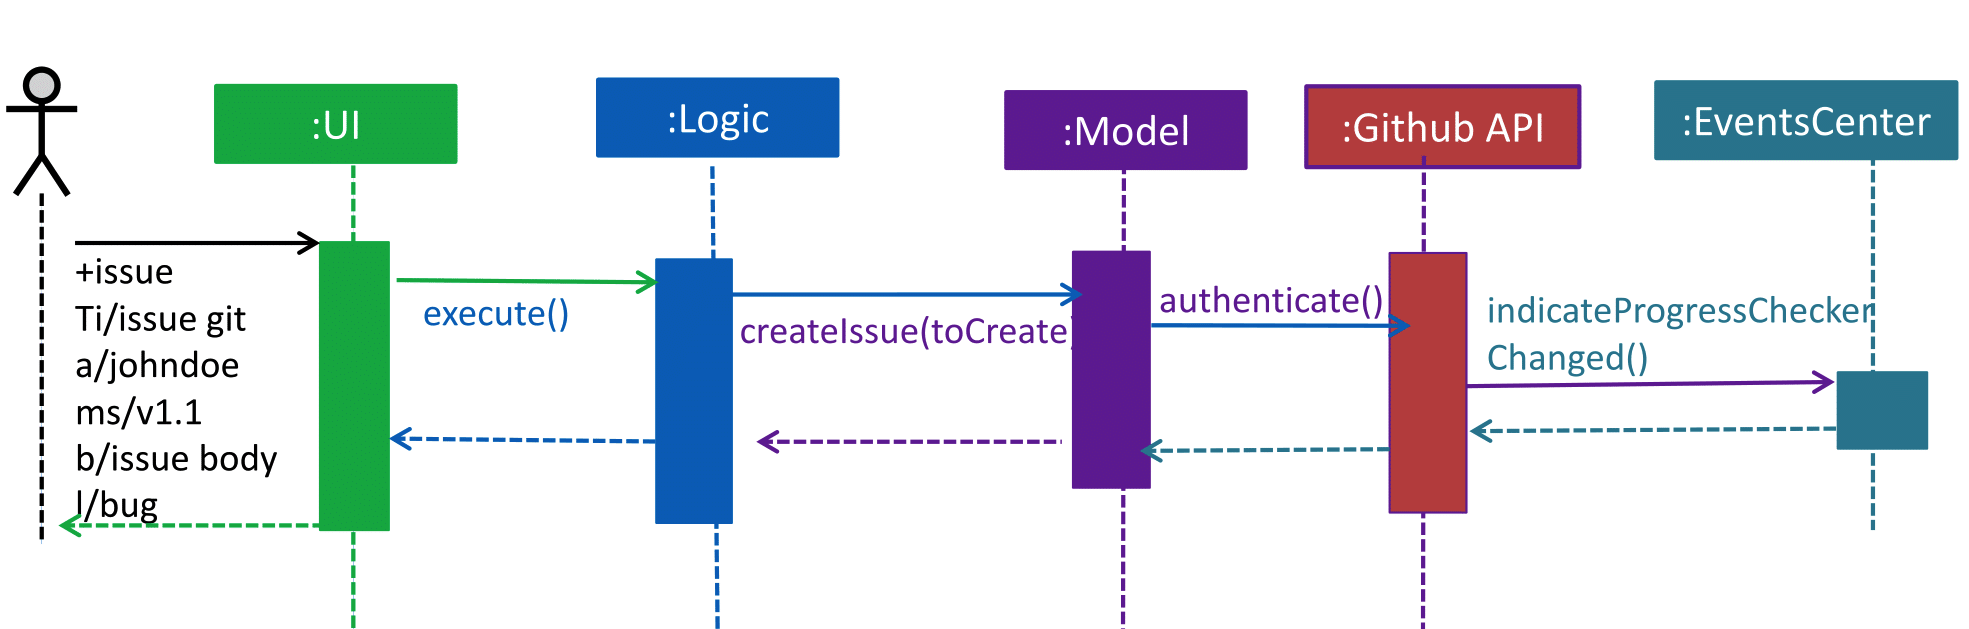 :UI
:Logic
:Model
:Github API
:EventsCenter
+issue
Ti/issue git
a/johndoe
ms/v1.1
b/issue body
l/bug
execute()
createIssue(toCreate)
authenticate()
indicateProgressChecker
Changed()